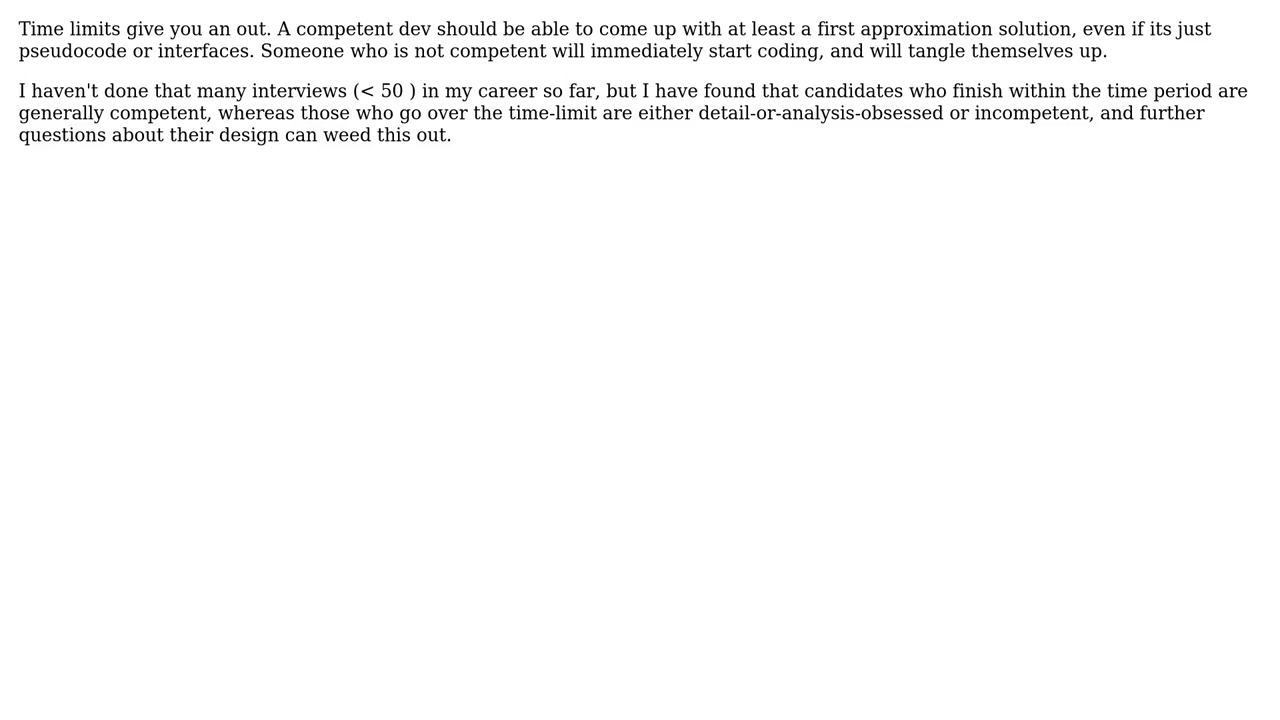 Time limits give you an out. A competent dev should be able to come up with at least a first approximation solution, even if its just
pseudocode or interfaces. Someone who is not competent will immediately start coding, and will tangle themselves up.
I haven't done that many interviews (< 50 ) in my career so far, but I have found that candidates who finish within the time period are
generally competent, whereas those who go over the time-limit are either detail-or-analysis-obsessed or incompetent, and further
questions about their design can weed this out.